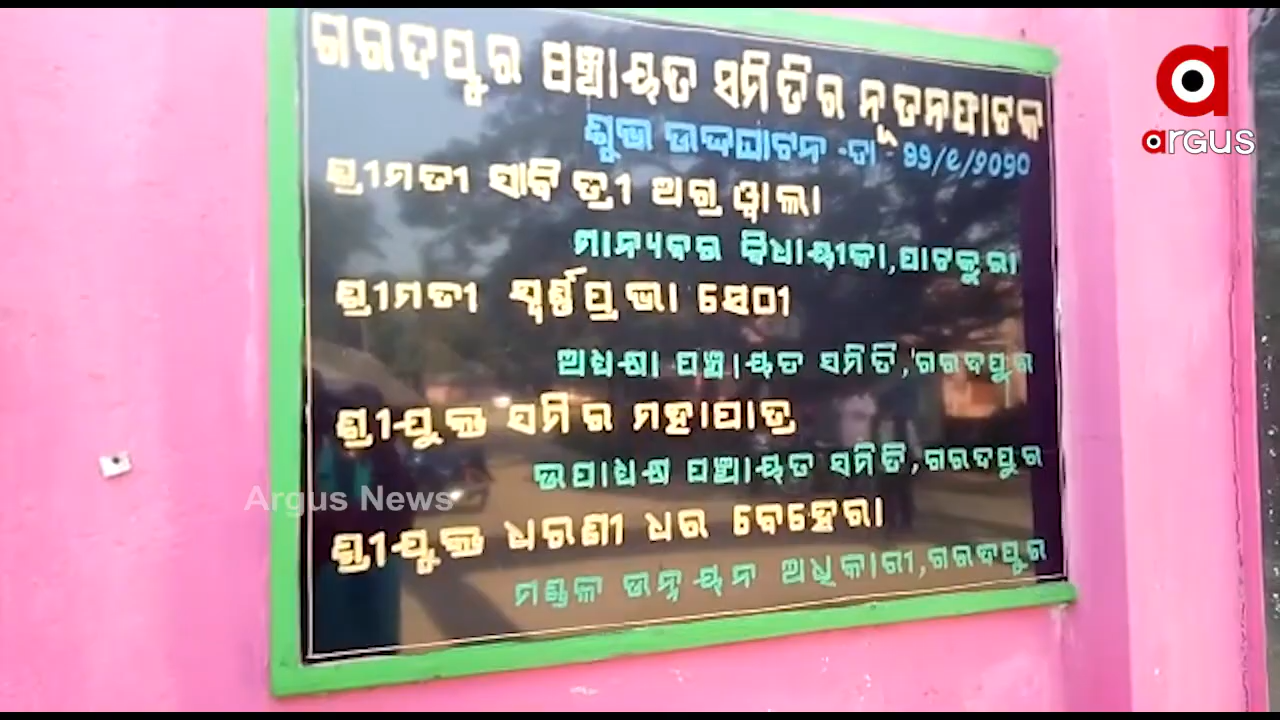 ଗରଦପୁର ପଞ୍ଚାୟତ ସମିତିର ନୂତନଫାଟକ
ଶୁଭ ଉଦଘାଟନ -ତା - ୭୨/୧/୨୦୨୦
ଶ୍ରୀମତୀ ସାବିତ୍ରୀ ଅଗ୍ରୱାଲା
ମାନ୍ୟବର ବିଧାୟୀକା,ପାଟକୁରା
ଶ୍ରୀମତୀ ସ୍ୱର୍ଣ୍ଣପ୍ରଭା ସେଠୀ
ଅଧ୍ୟକ୍ଷା ପଞ୍ଚାୟତ ସମିତି,ଗରଦପୁର
ଶ୍ରୀଯୁକ୍ତ ସମିର ମହାପାତ୍ର
ଉପାଧ୍ୟକ୍ଷ ପଞ୍ଚାୟତ ସମିତି,ଗରଦପୁର
ଶ୍ରୀଯୁକ୍ତ ଧରଣୀ ଧର ବେହେରା
ମଣ୍ଡଳ ଉନ୍ନୟନ ଅଧିକାରୀ,ଗରଦପୁର
argus
Argus News